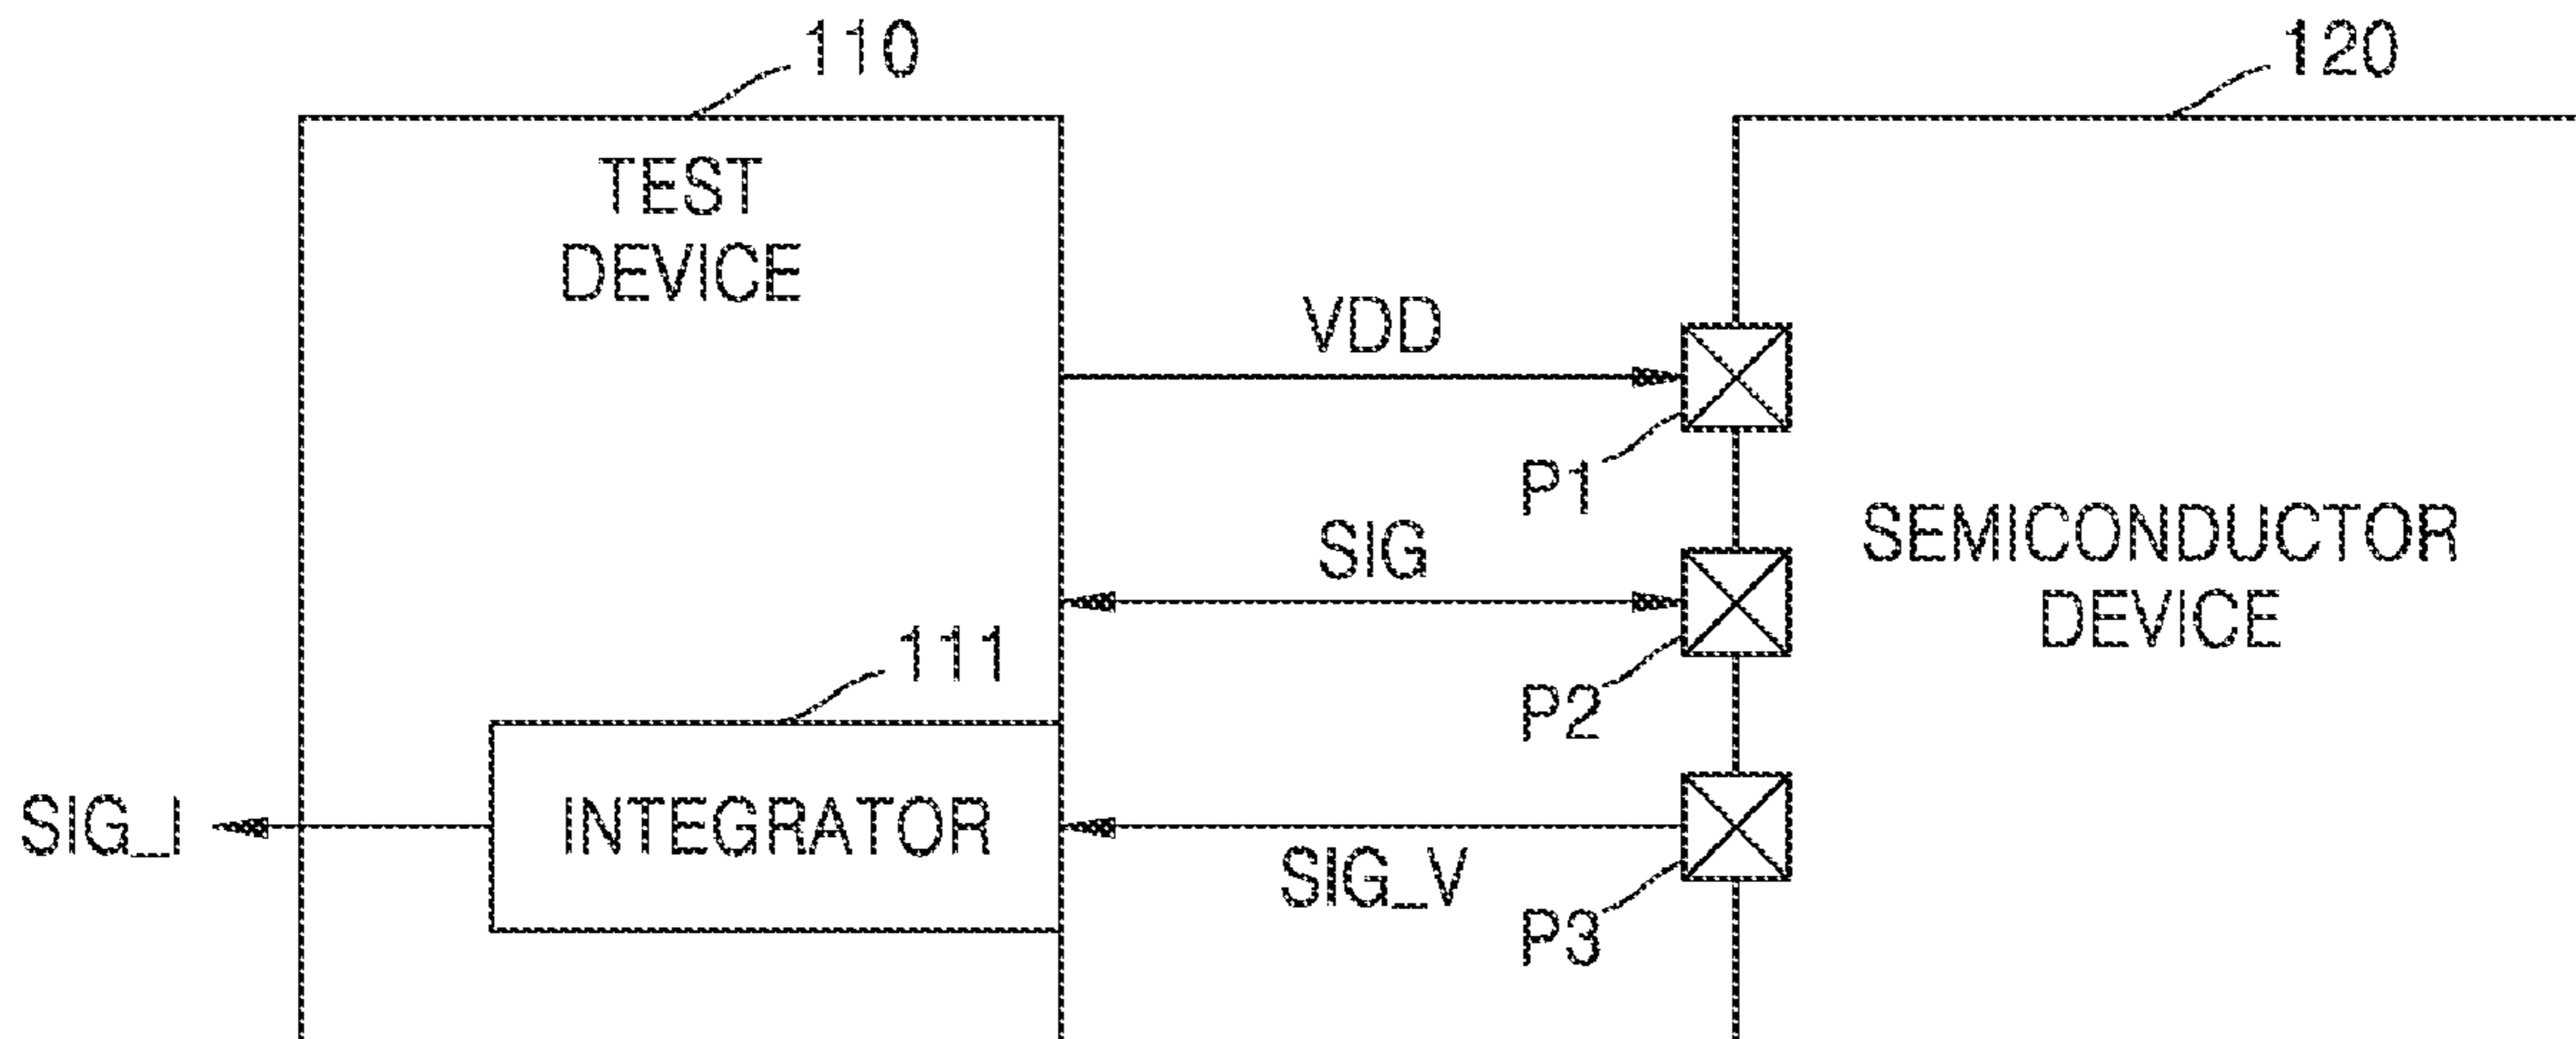 110
120
TEST
DEVICE
VDD
P1
SIG
SEMICONDUCTOR
DEVICE
111
P2
INTEGRATOR
SIG_I
SIG_V
P3